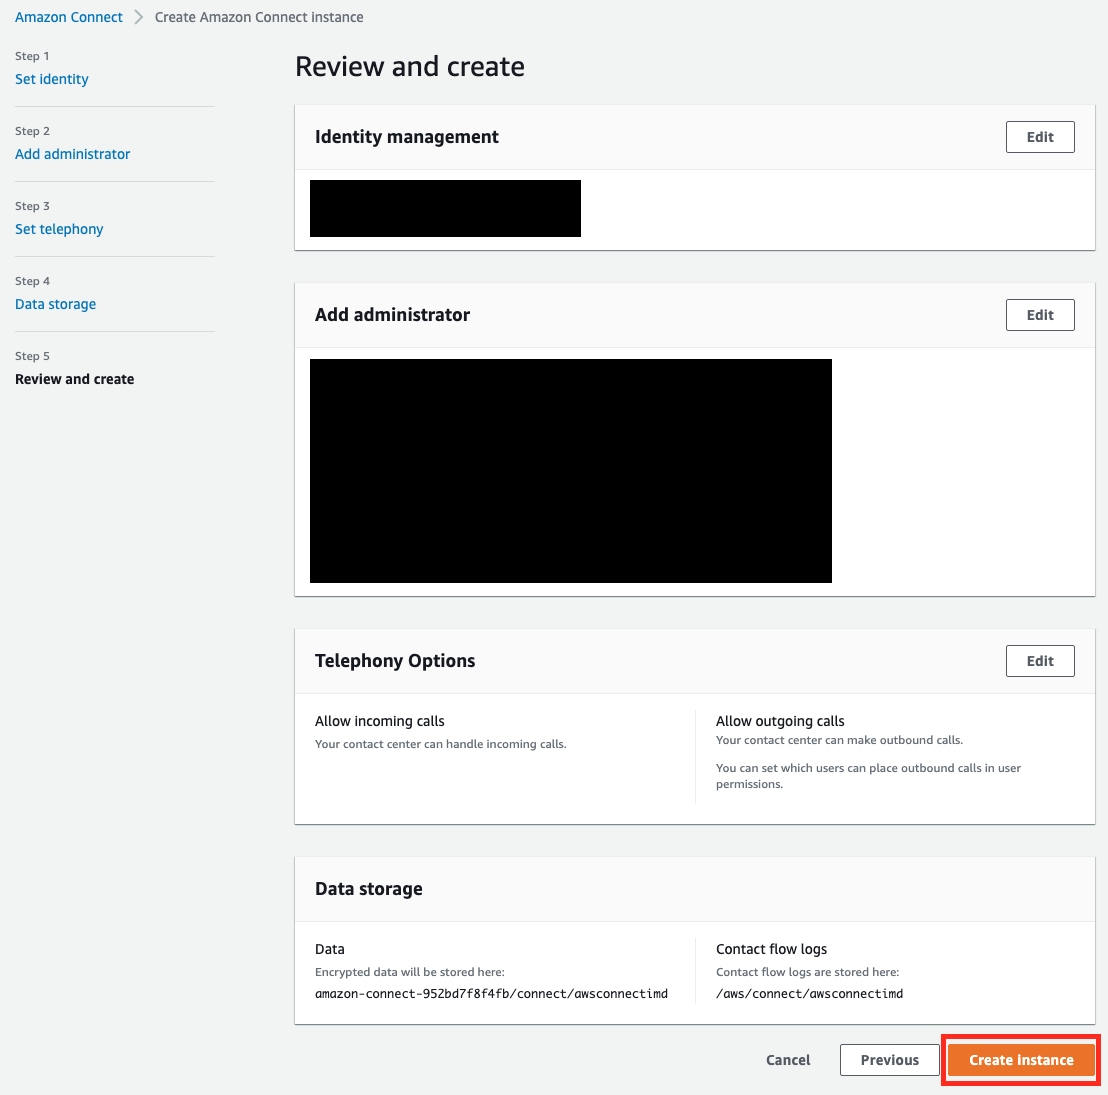 Amazon Connect > Create Amazon Connect instance
Step 1
Set identity
Step 2
Add administrator
Step 3
Set telephony
Step 4
Data storage
Step 5
Review and create
Review and create
Identity management
Edit
Add administrator
Edit
Telephony Options
Edit
Allow incoming calls
Your contact center can handle incoming calls.
Allow outgoing calls
Your contact center can make outbound calls.
You can set which users can place outbound calls in user
permissions.
Data storage
Data
Encrypted data will be stored here:
amazon-connect-952bd7f8f4fb/connect/awsconnectimd
Contact flow logs
Contact flow logs are stored here:
/aws/connect/awsconnectimd
Cancel
Previous
Create instance